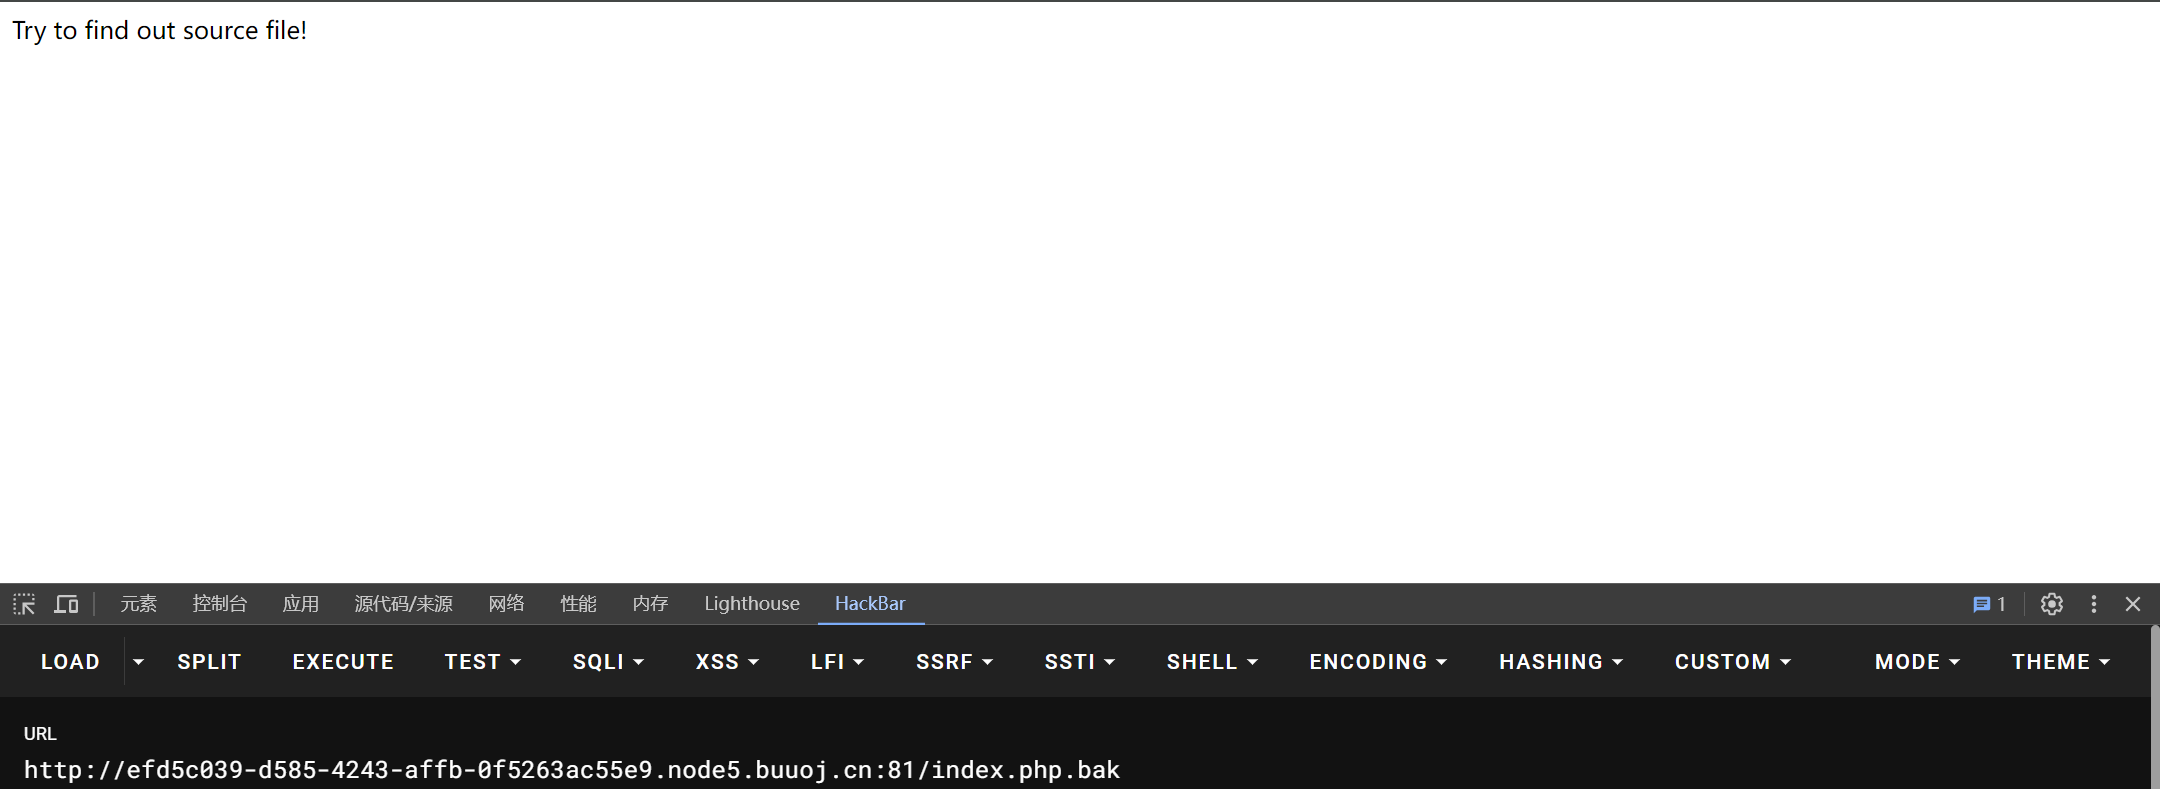 Try to find out source file!
元素 控制台 应用 源代码/来源 网络 性能 内存 Lighthouse HackBar 1
LOAD SPLIT EXECUTE TEST SQLI XSS LFI SSRF SSTI SHELL ENCODING HASHING CUSTOM MODE THEME
URL
http://efd5c039-d585-4243-affb-0f5263ac55e9.node5.buuoj.cn:81/index.php.bak